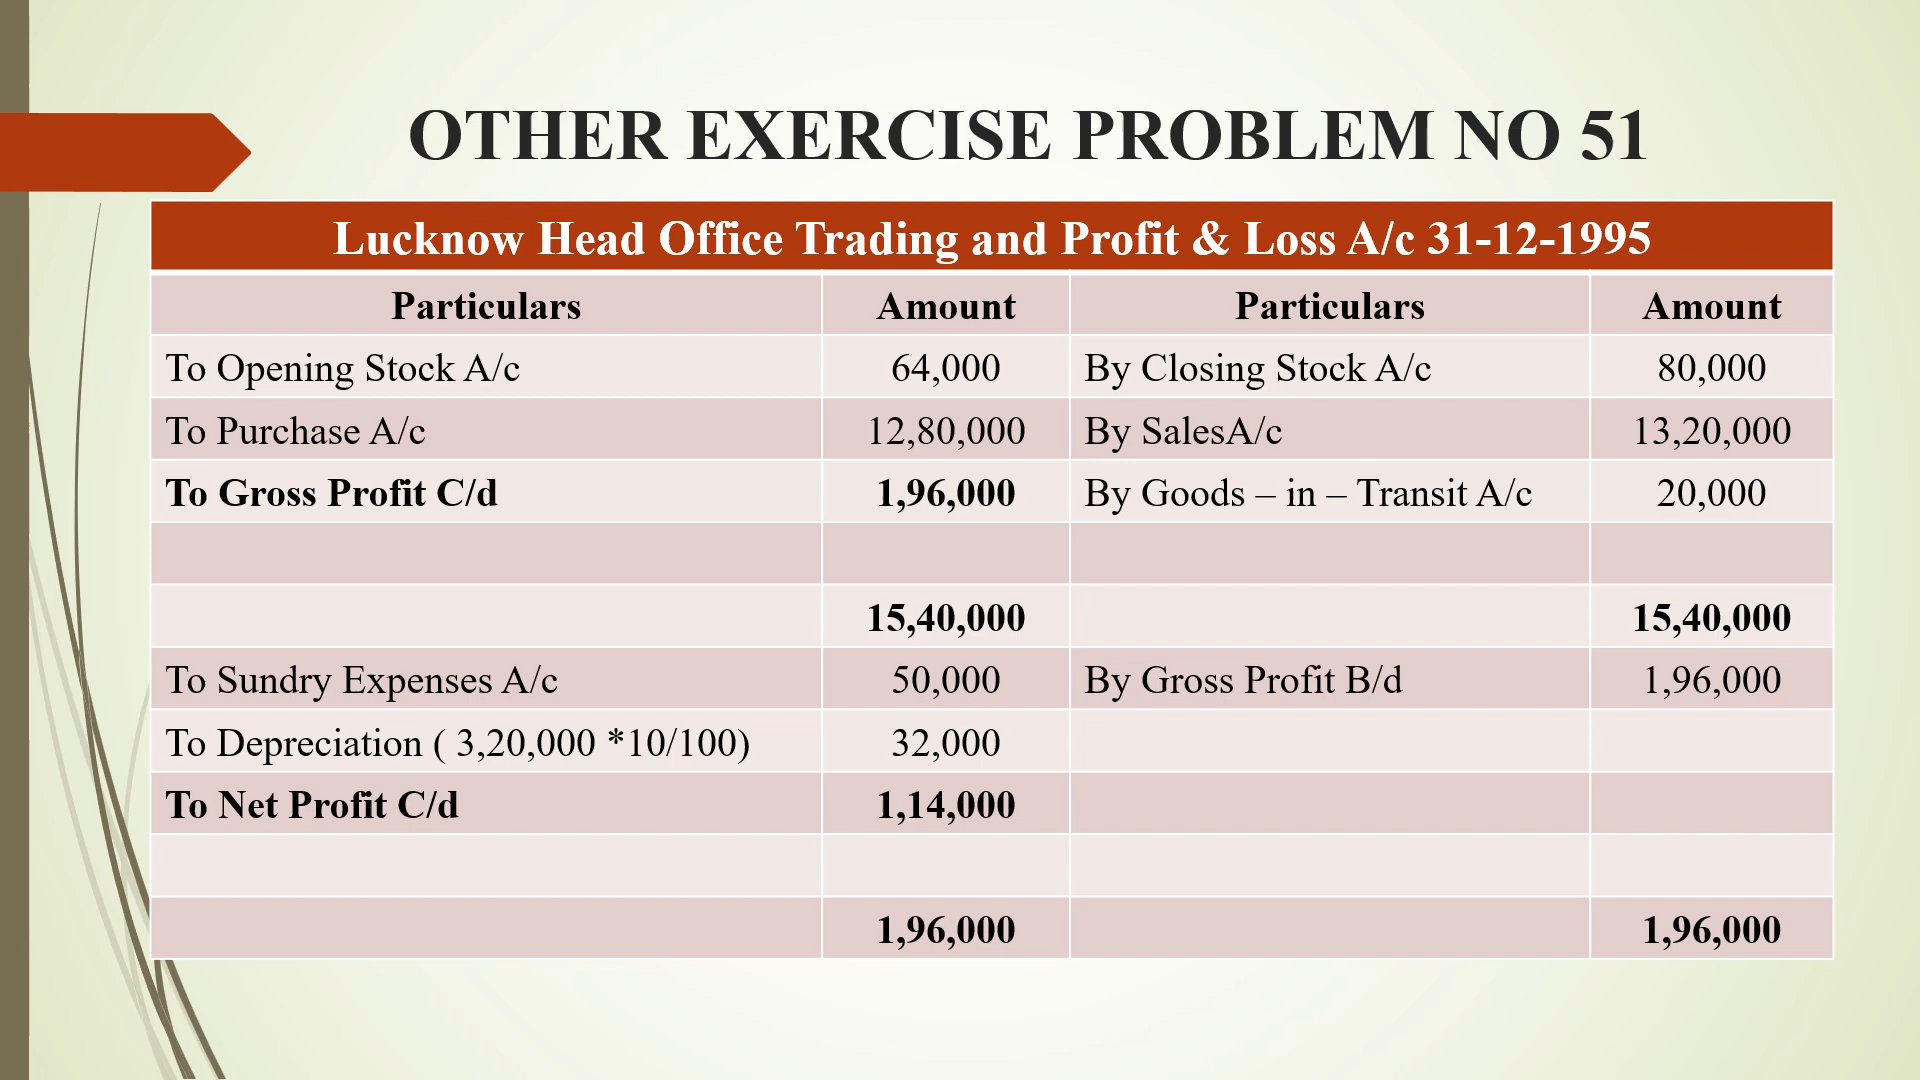 OTHER EXERCISE PROBLEM NO 51
Lucknow Head Office Trading and Profit & Loss A/c 31-12-1995
Particulars Amount Particulars Amount
To Opening Stock A/c 64,000 By Closing Stock A/c 80,000
To Purchase A/c 12,80,000 By SalesA/c 13,20,000
To Gross Profit C/d 1,96,000 By Goods – in – Transit A/c 20,000
15,40,000 15,40,000
To Sundry Expenses A/c 50,000 By Gross Profit B/d 1,96,000
To Depreciation ( 3,20,000 *10/100) 32,000
To Net Profit C/d 1,14,000
1,96,000 1,96,000